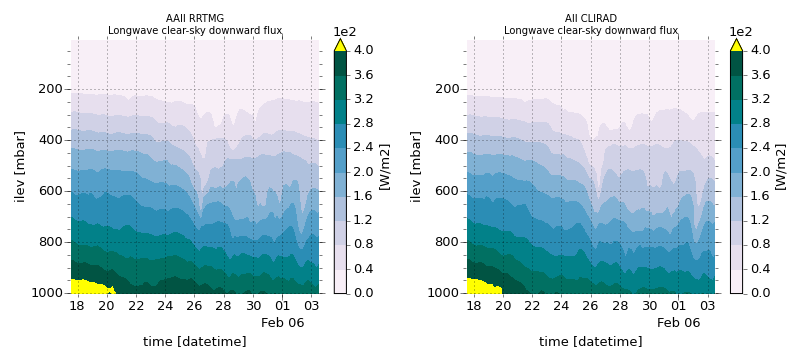 AAII RRTMG
Longwave clear-sky downward flux
1e2
ilev [mbar]
200
400
600
800
1000
18 20 22 24 26 28 30 01 03
Feb 06
time [datetime]
4.0
3.6
3.2
2.8
2.4
2.0
1.6
1.2
0.8
0.4
0.0
[W/m2]
AII CLIRAD
Longwave clear-sky downward flux
1e2
ilev [mbar]
200
400
600
800
1000
18 20 22 24 26 28 30 01 03
Feb 06
time [datetime]
4.0
3.6
3.2
2.8
2.4
2.0
1.6
1.2
0.8
0.4
0.0
[W/m2]